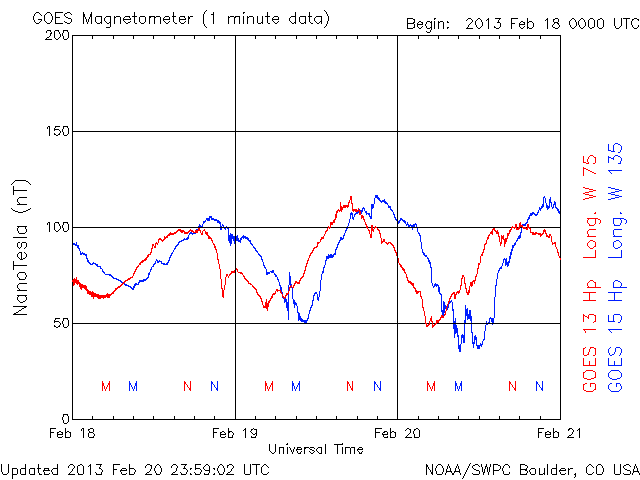 GOES Magnetometer (1 minute data)
Begin: 2013 Feb 18 0000 UTC
200
150
100
50
0
NanoTesla (nT)
M M N N M M N N M M N N
Feb 18 Feb 19 Feb 20 Feb 21
Universal Time
GOES 13 Hp Long. W 75
GOES 15 Hp Long. W 135
Updated 2013 Feb 20 23:59:02 UTC
NOAA/SWPC Boulder, CO USA